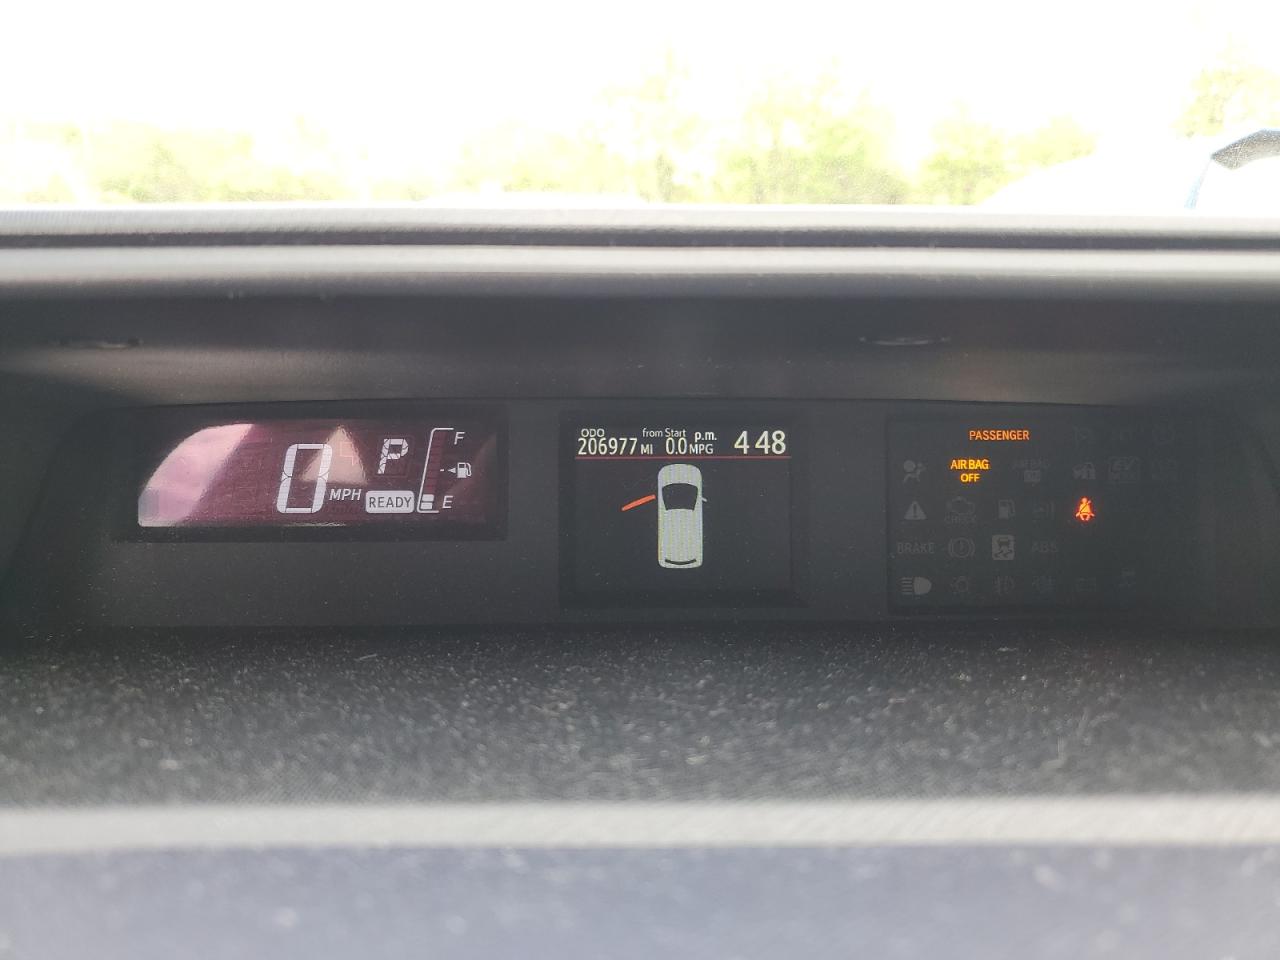 0 MPH
P
READY
F
E
ODO from Start p.m.
206977 MI 0.0 MPG 4 48
PASSENGER
AIR BAG
OFF
CHECK
BRAKE
ABS